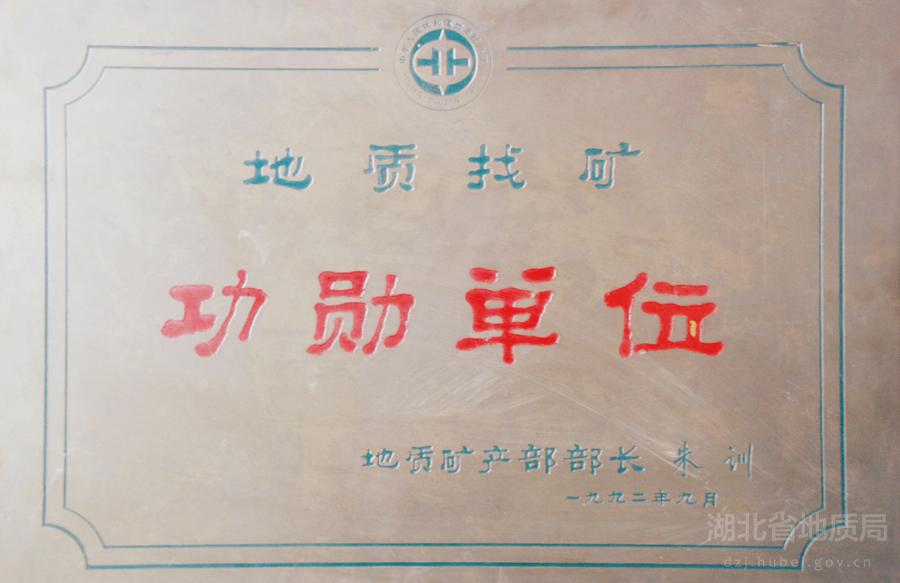 地质找矿
功勋单位
地质矿产部部长 朱训
一九九二年九月
湖北省地质局
dzj.hubei.gov.cn